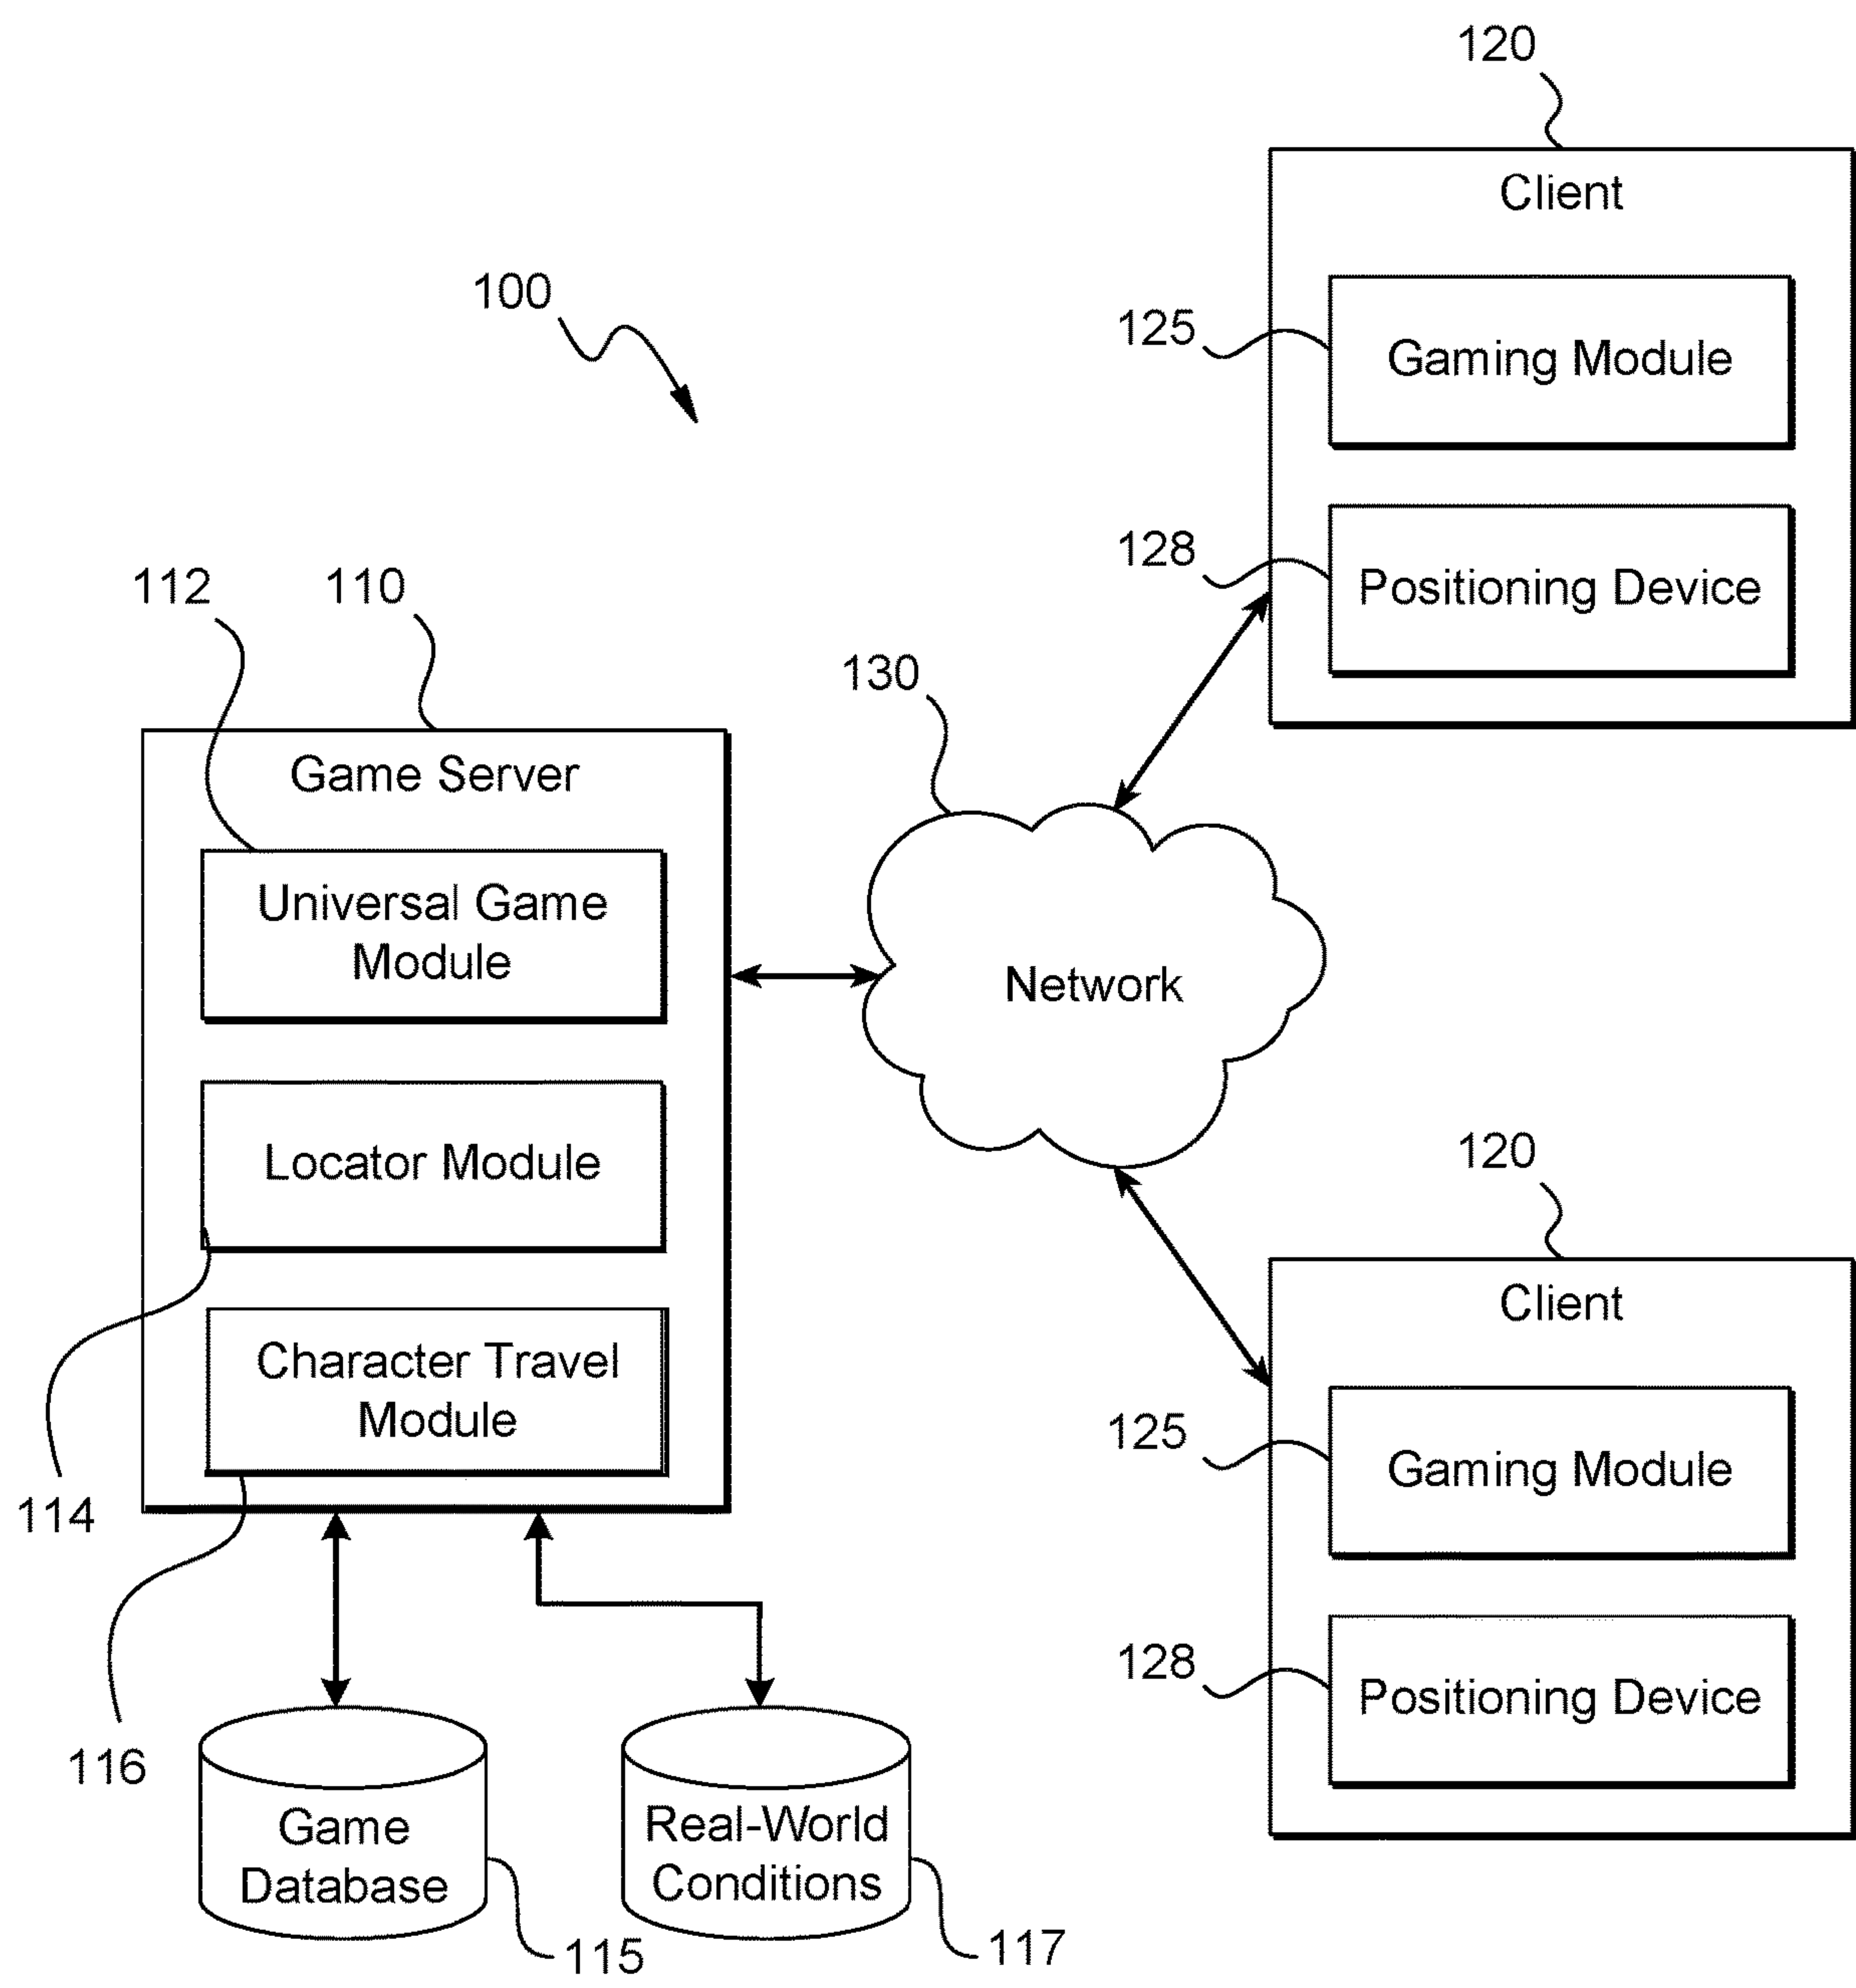 120
Client
100
125
Gaming Module
128
Positioning Device
112
110
130
Game Server
Universal Game
Module
Network
Locator Module
120
Client
Character Travel
Module
125
Gaming Module
114
128
Positioning Device
116
Game
Database
Real-World
Conditions
115
117